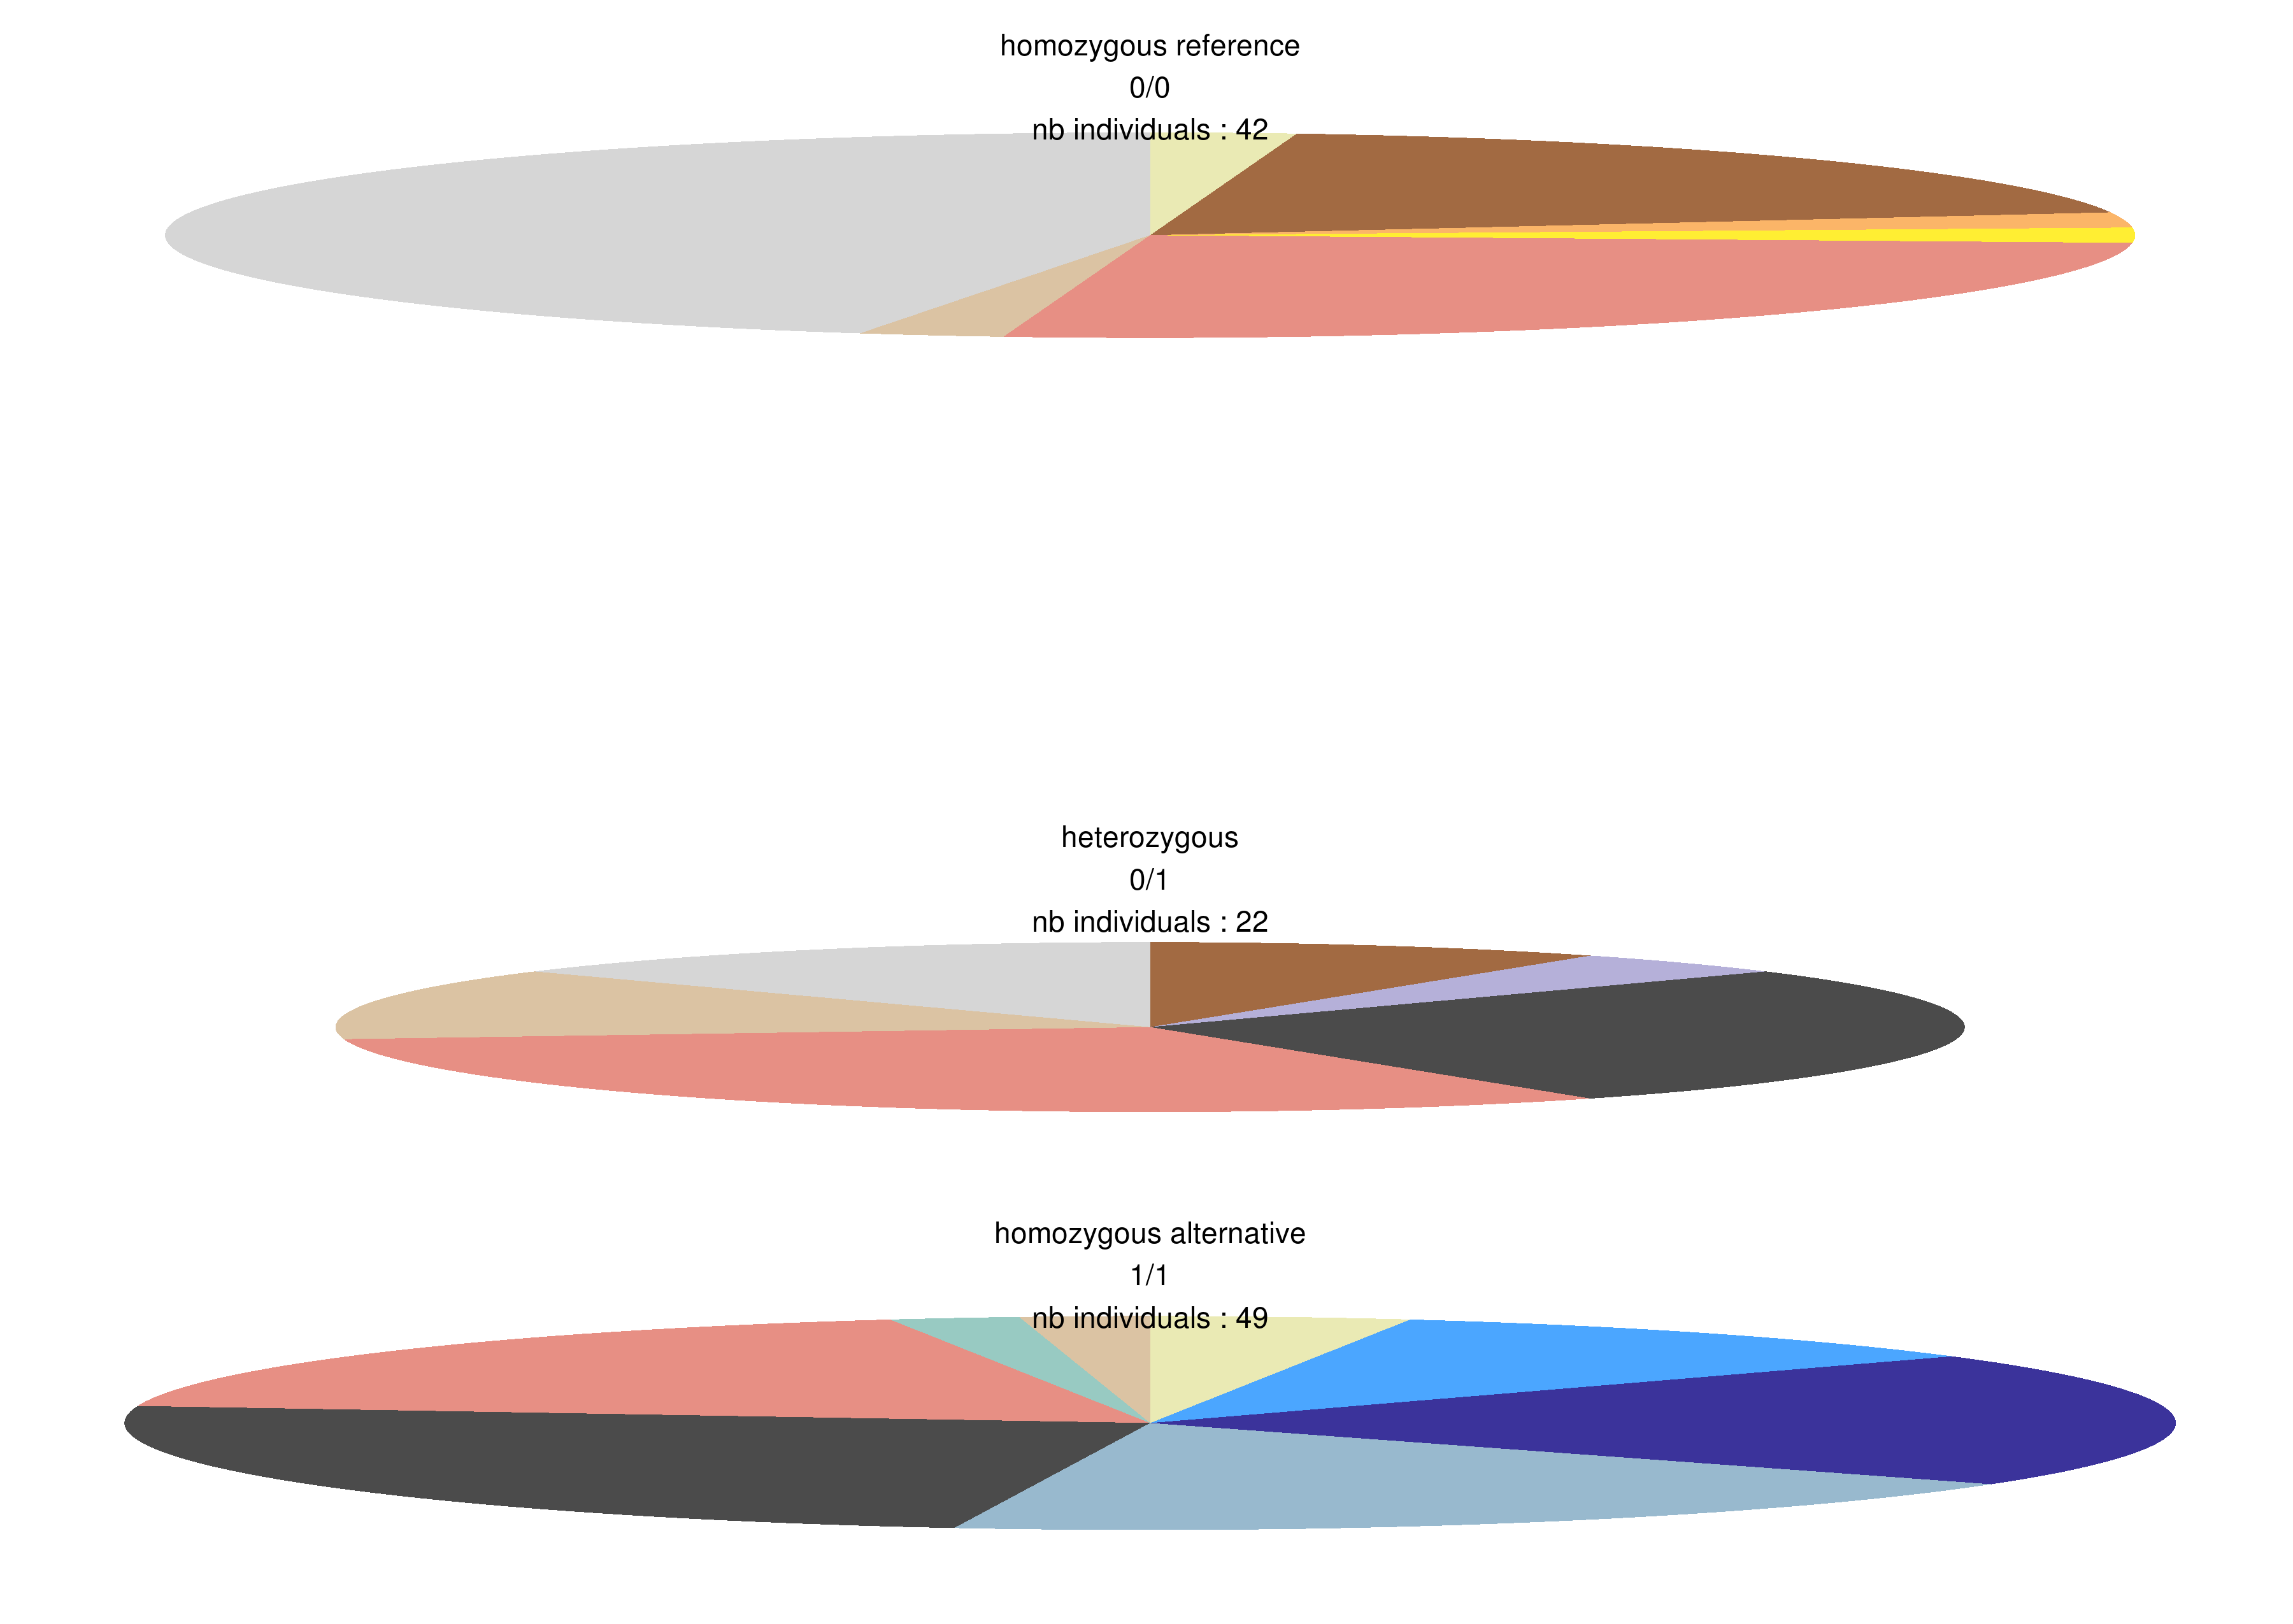 homozygous reference
0/0
nb individuals : 42
heterozygous
0/1
nb individuals : 22
homozygous alternative
1/1
nb individuals : 49